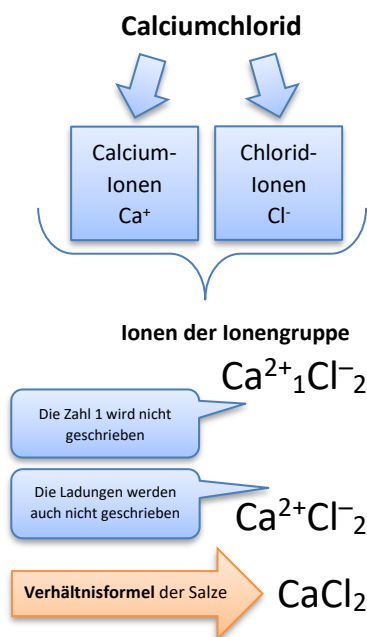 Calciumchlorid
Calcium-
Ionen
Ca⁺
Chlorid-
Ionen
Cl⁻
Ionen der Ionengruppe
Ca²⁺₁Cl⁻₂
Die Zahl 1 wird nicht
geschrieben
Die Ladungen werden
auch nicht geschrieben
Ca²⁺Cl⁻₂
Verhältnisformel der Salze
CaCl₂